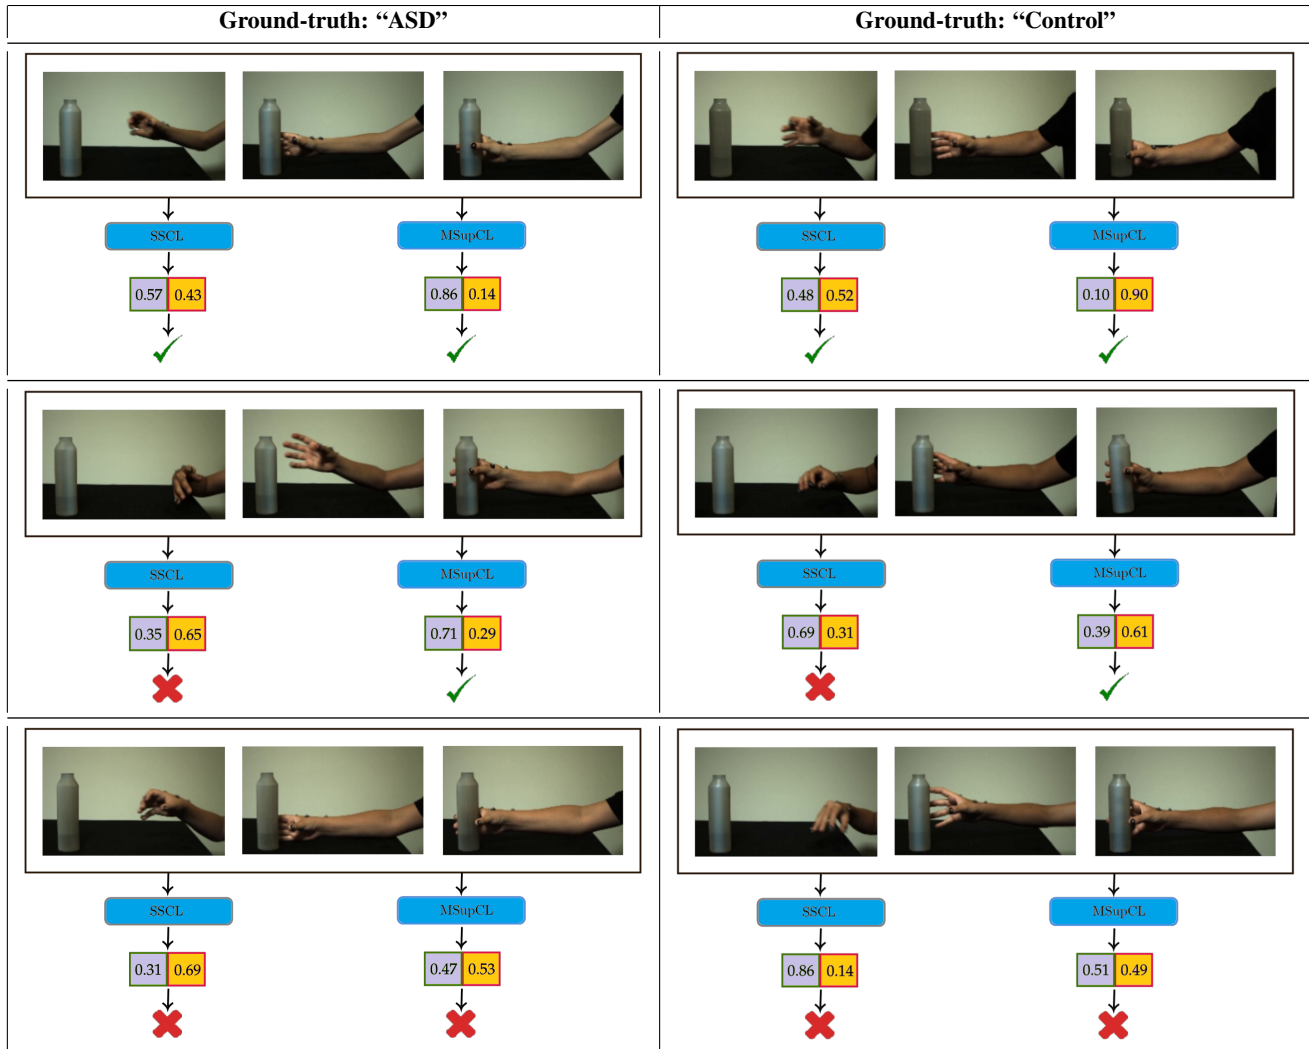 Ground-truth: “ASD”
Ground-truth: “Control”
SSCL
MSupCL
SSCL
MSupCL
0.57 0.43
0.86 0.14
0.48 0.52
0.10 0.90
SSCL
MSupCL
SSCL
MSupCL
0.35 0.65
0.71 0.29
0.69 0.31
0.39 0.61
SSCL
MSupCL
SSCL
MSupCL
0.31 0.69
0.47 0.53
0.86 0.14
0.51 0.49